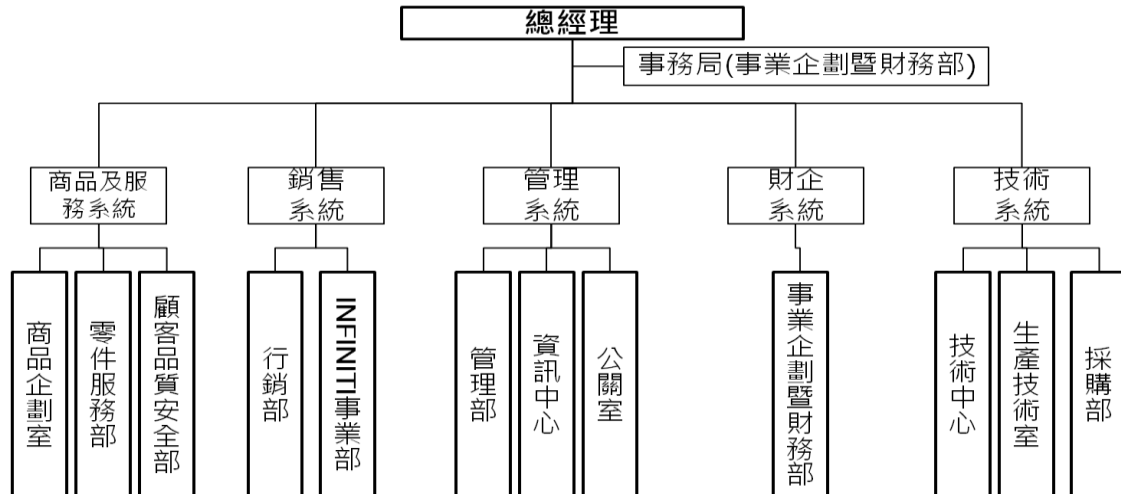 總經理
事務局(事業企劃暨財務部)
商品及服
務系統
銷售
系統
管理
系統
財企
系統
技術
系統
商品企劃室
零件服務部
顧客品質安全部
行銷部
INFINITI事業部
管理部
資訊中心
公關室
事業企劃暨財務部
技術中心
生產技術室
採購部